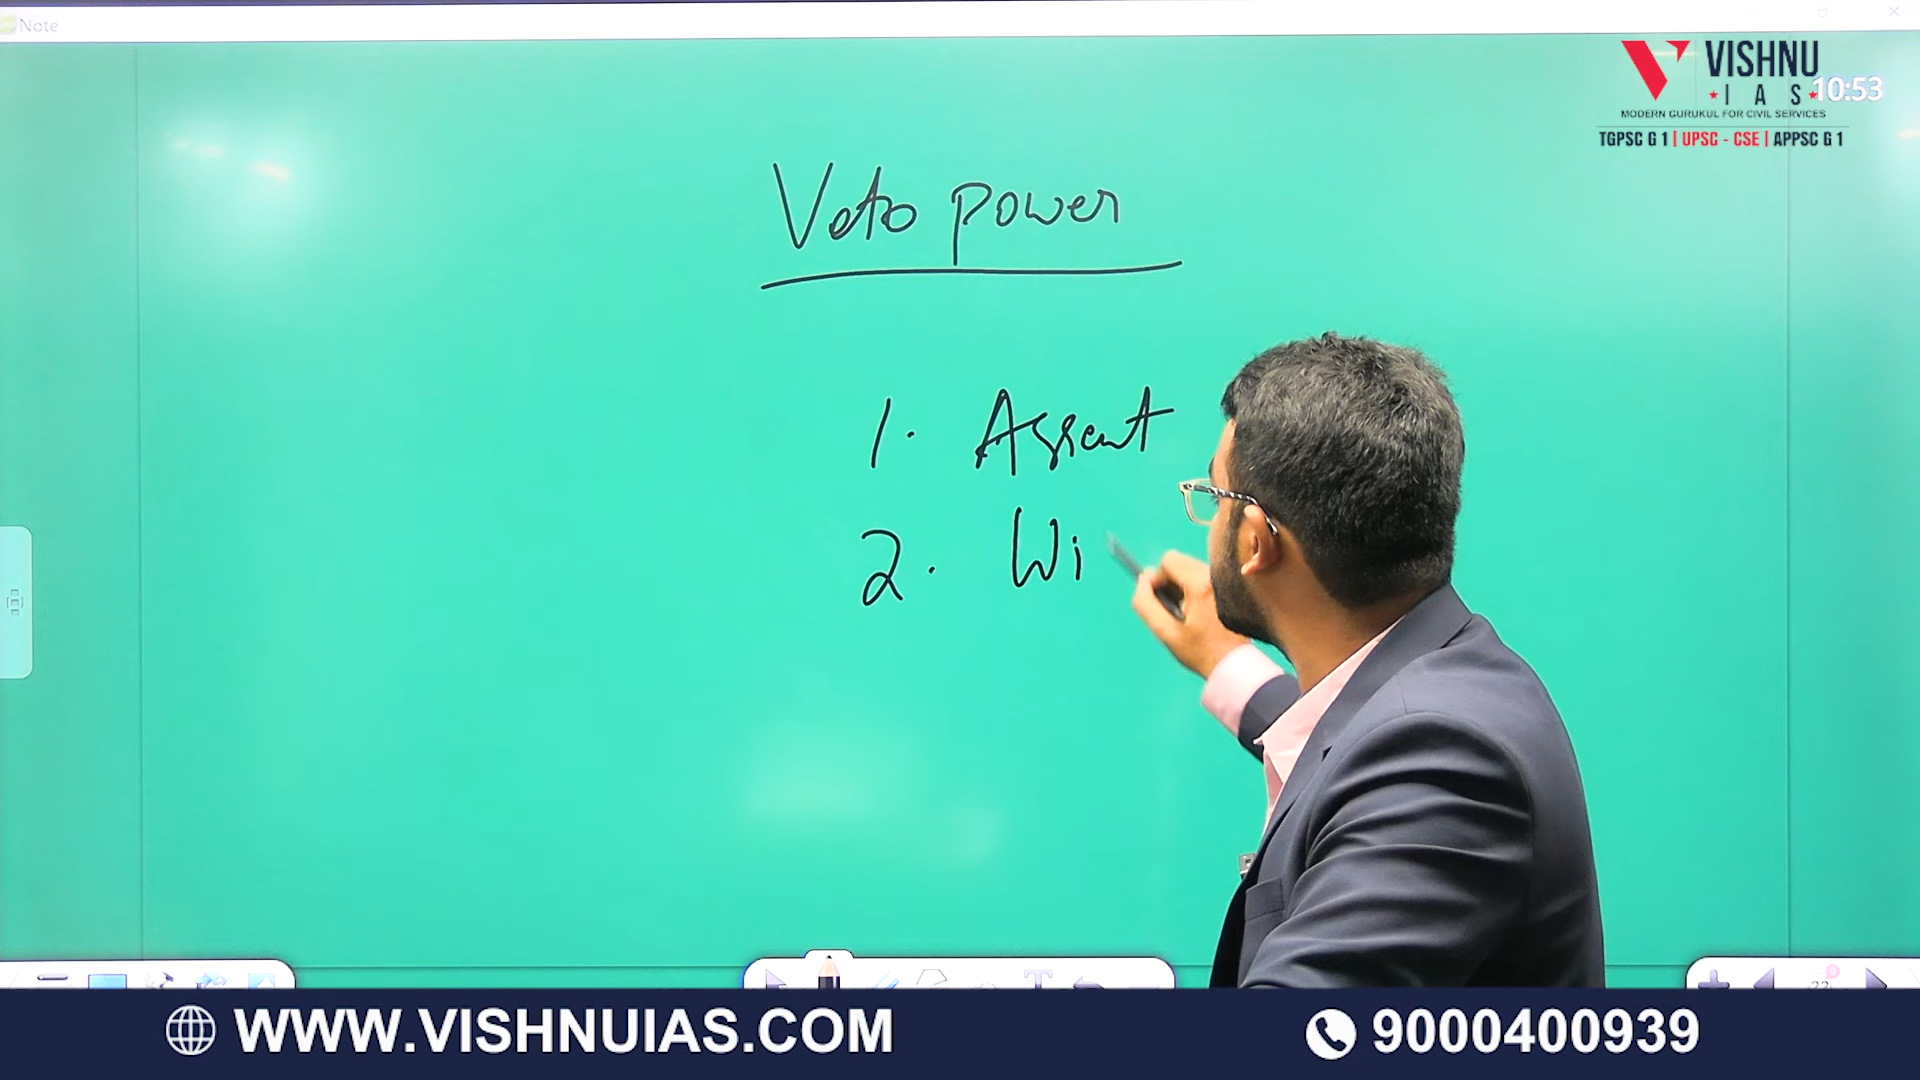 Note
VISHNU
IAS
10:53
MODERN GURUKUL FOR CIVIL SERVICES
TGPSC G 1 | UPSC - CSE | APPSC G 1
Veto power
1. Assent
2. Wi
WWW.VISHNUIAS.COM
9000400939